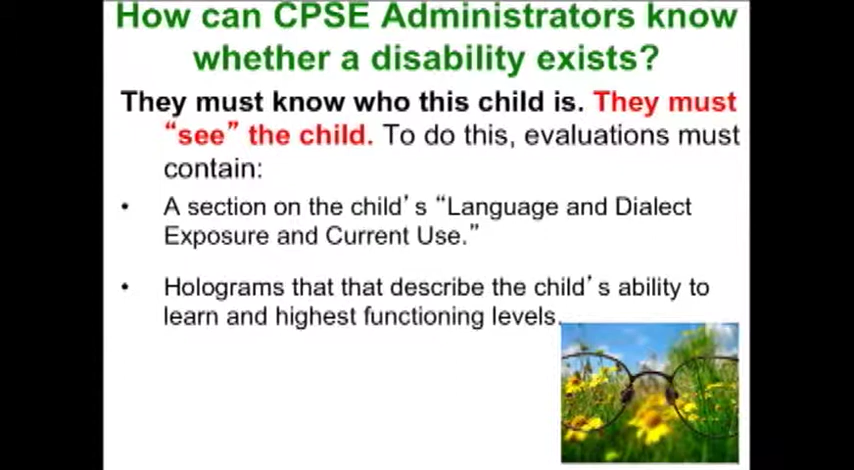 How can CPSE Administrators know
whether a disability exists?
They must know who this child is. They must
“see” the child. To do this, evaluations must
contain:
• A section on the child’s “Language and Dialect
Exposure and Current Use.”
• Holograms that that describe the child’s ability to
learn and highest functioning levels.